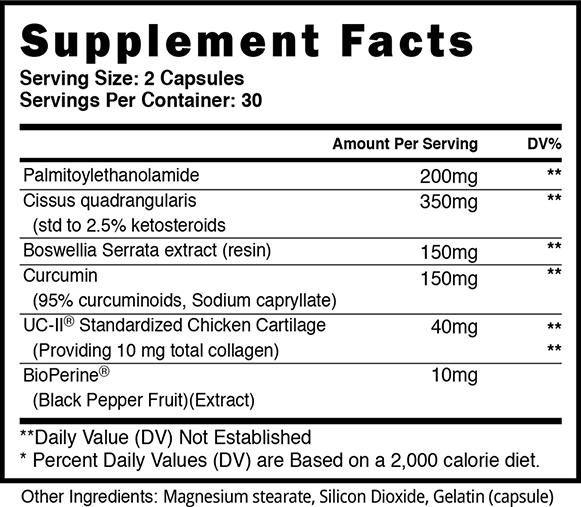 Supplement Facts
Serving Size: 2 Capsules
Servings Per Container: 30
Amount Per Serving DV%
Palmitoylethanolamide 200mg **
Cissus quadrangularis 350mg **
(std to 2.5% ketosteroids
Boswellia Serrata extract (resin) 150mg **
Curcumin 150mg **
(95% curcuminoids, Sodium capryllate)
UC-II® Standardized Chicken Cartilage 40mg **
(Providing 10 mg total collagen) **
BioPerine® 10mg
(Black Pepper Fruit)(Extract)
**Daily Value (DV) Not Established
* Percent Daily Values (DV) are Based on a 2,000 calorie diet.
Other Ingredients: Magnesium stearate, Silicon Dioxide, Gelatin (capsule)